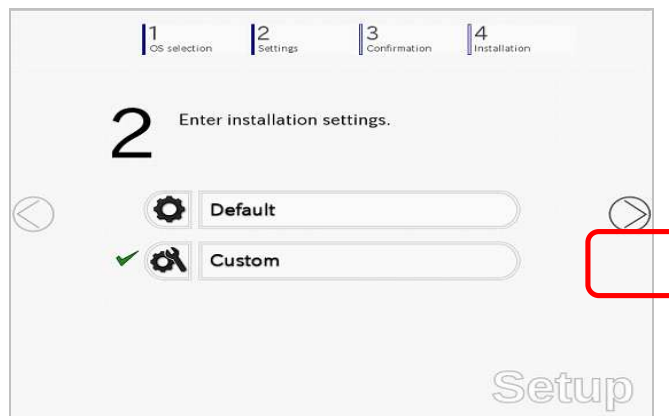 1 2 3 4
OS selection Settings Confirmation Installation
2 Enter installation settings.
Default
Custom
Setup